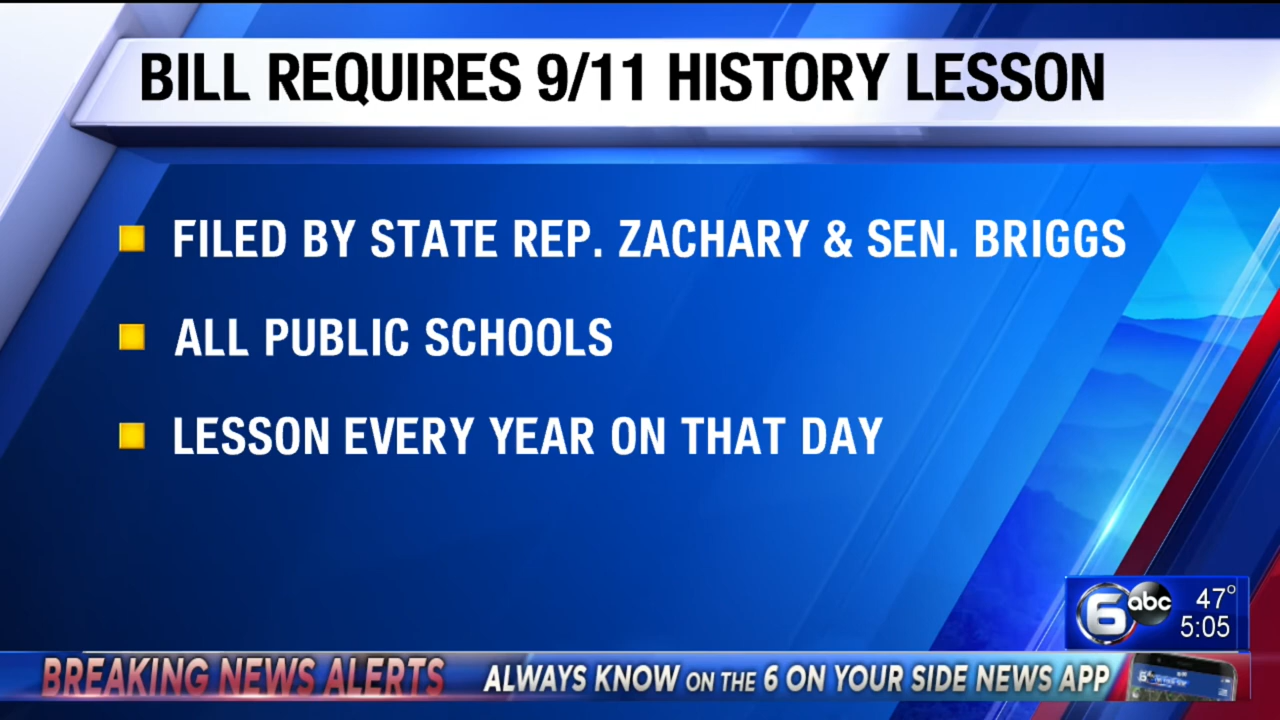 BILL REQUIRES 9/11 HISTORY LESSON
FILED BY STATE REP. ZACHARY & SEN. BRIGGS
ALL PUBLIC SCHOOLS
LESSON EVERY YEAR ON THAT DAY
6 abc 47°
5:05
BREAKING NEWS ALERTS ALWAYS KNOW ON THE 6 ON YOUR SIDE NEWS APP